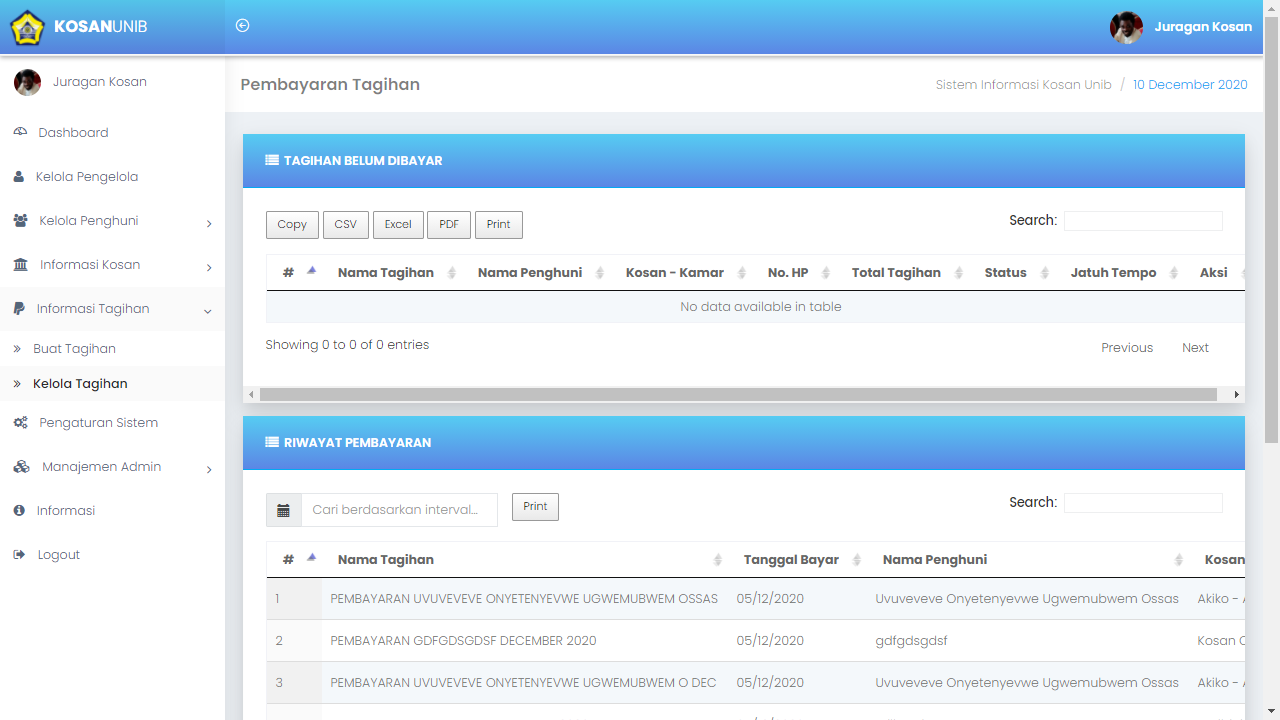 KOSANUNIB
Juragan Kosan
Juragan Kosan
Dashboard
Kelola Pengelola
Kelola Penghuni
Informasi Kosan
Informasi Tagihan
Buat Tagihan
Kelola Tagihan
Pengaturan Sistem
Manajemen Admin
Informasi
Logout
Pembayaran Tagihan
Sistem Informasi Kosan Unib / 10 December 2020
TAGIHAN BELUM DIBAYAR
Copy CSV Excel PDF Print Search:
# Nama Tagihan Nama Penghuni Kosan - Kamar No. HP Total Tagihan Status Jatuh Tempo Aksi
No data available in table
Showing 0 to 0 of 0 entries Previous Next
RIWAYAT PEMBAYARAN
Cari berdasarkan interval... Print Search:
# Nama Tagihan Tanggal Bayar Nama Penghuni Kosan
1 PEMBAYARAN UVUVEVEVE ONYETENYEVWE UGWEMUBWEM OSSAS 05/12/2020 Uvuveveve Onyetenyevwe Ugwemubwem Ossas Akiko -
2 PEMBAYARAN GDFGDSGDSF DECEMBER 2020 05/12/2020 gdfgdsgdsf Kosan
3 PEMBAYARAN UVUVEVEVE ONYETENYEVWE UGWEMUBWEM O DEC 05/12/2020 Uvuveveve Onyetenyevwe Ugwemubwem Ossas Akiko -